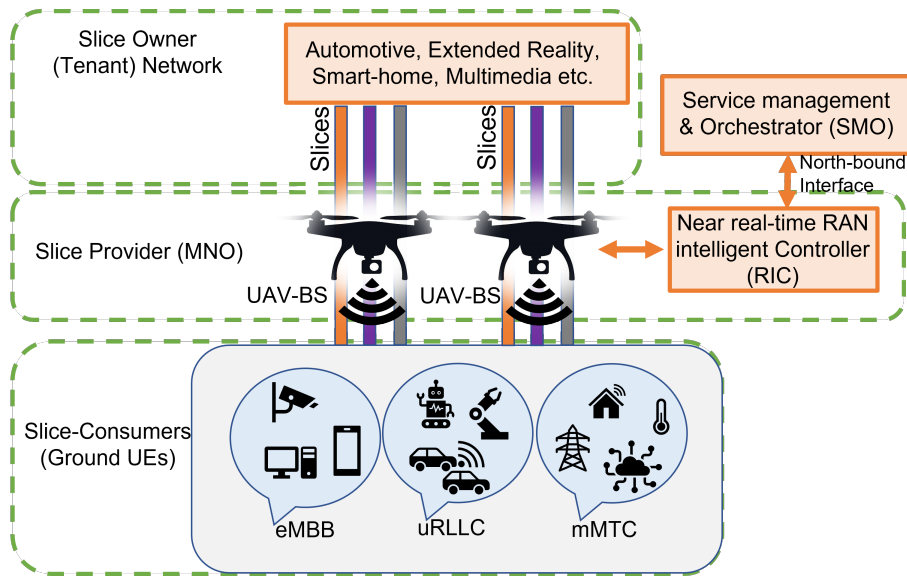 Slice Owner
(Tenant) Network
Automotive, Extended Reality,
Smart-home, Multimedia etc.
Service management
& Orchestrator (SMO)
Slices
Slices
North-bound
Interface
Slice Provider (MNO)
Near real-time RAN
intelligent Controller
(RIC)
UAV-BS
UAV-BS
Slice-Consumers
(Ground UEs)
eMBB
uRLLC
mMTC